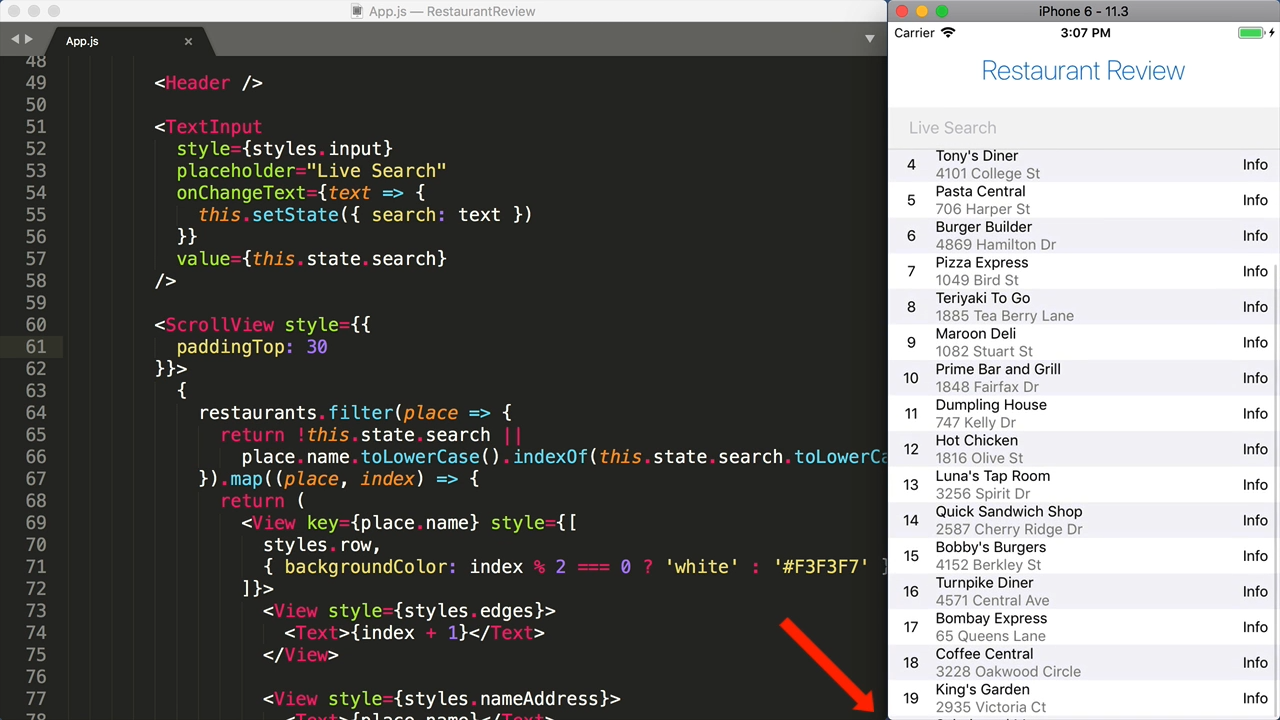 App.js — RestaurantReview
App.js
48
49 <Header />
50
51 <TextInput
52 style={styles.input}
53 placeholder="Live Search"
54 onChangeText={text => {
55 this.setState({ search: text })
56 }}
57 value={this.state.search}
58 />
59
60 <ScrollView style={{
61 paddingTop: 30
62 }}>
63 {
64 restaurants.filter(place => {
65 return !this.state.search ||
66 place.name.toLowerCase().indexOf(this.state.search.toLowerCa
67 }).map((place, index) => {
68 return (
69 <View key={place.name} style={[
70 styles.row,
71 { backgroundColor: index % 2 === 0 ? 'white' : '#F3F3F7' }
72 ]}>
73 <View style={styles.edges}>
74 <Text>{index + 1}</Text>
75 </View>
76
77 <View style={styles.nameAddress}>
78 <Text>{place.name}</Text>
iPhone 6 - 11.3
Carrier 3:07 PM
Restaurant Review
Live Search
4 Tony's Diner Info
4101 College St
5 Pasta Central Info
706 Harper St
6 Burger Builder Info
4869 Hamilton Dr
7 Pizza Express Info
1049 Bird St
8 Teriyaki To Go Info
1885 Tea Berry Lane
9 Maroon Deli Info
1082 Stuart St
10 Prime Bar and Grill Info
1848 Fairfax Dr
11 Dumpling House Info
747 Kelly Dr
12 Hot Chicken Info
1816 Olive St
13 Luna's Tap Room Info
3256 Spirit Dr
14 Quick Sandwich Shop Info
2587 Cherry Ridge Dr
15 Bobby's Burgers Info
4152 Berkley St
16 Turnpike Diner Info
4571 Central Ave
17 Bombay Express Info
65 Queens Lane
18 Coffee Central Info
3228 Oakwood Circle
19 King's Garden Info
2935 Victoria Ct